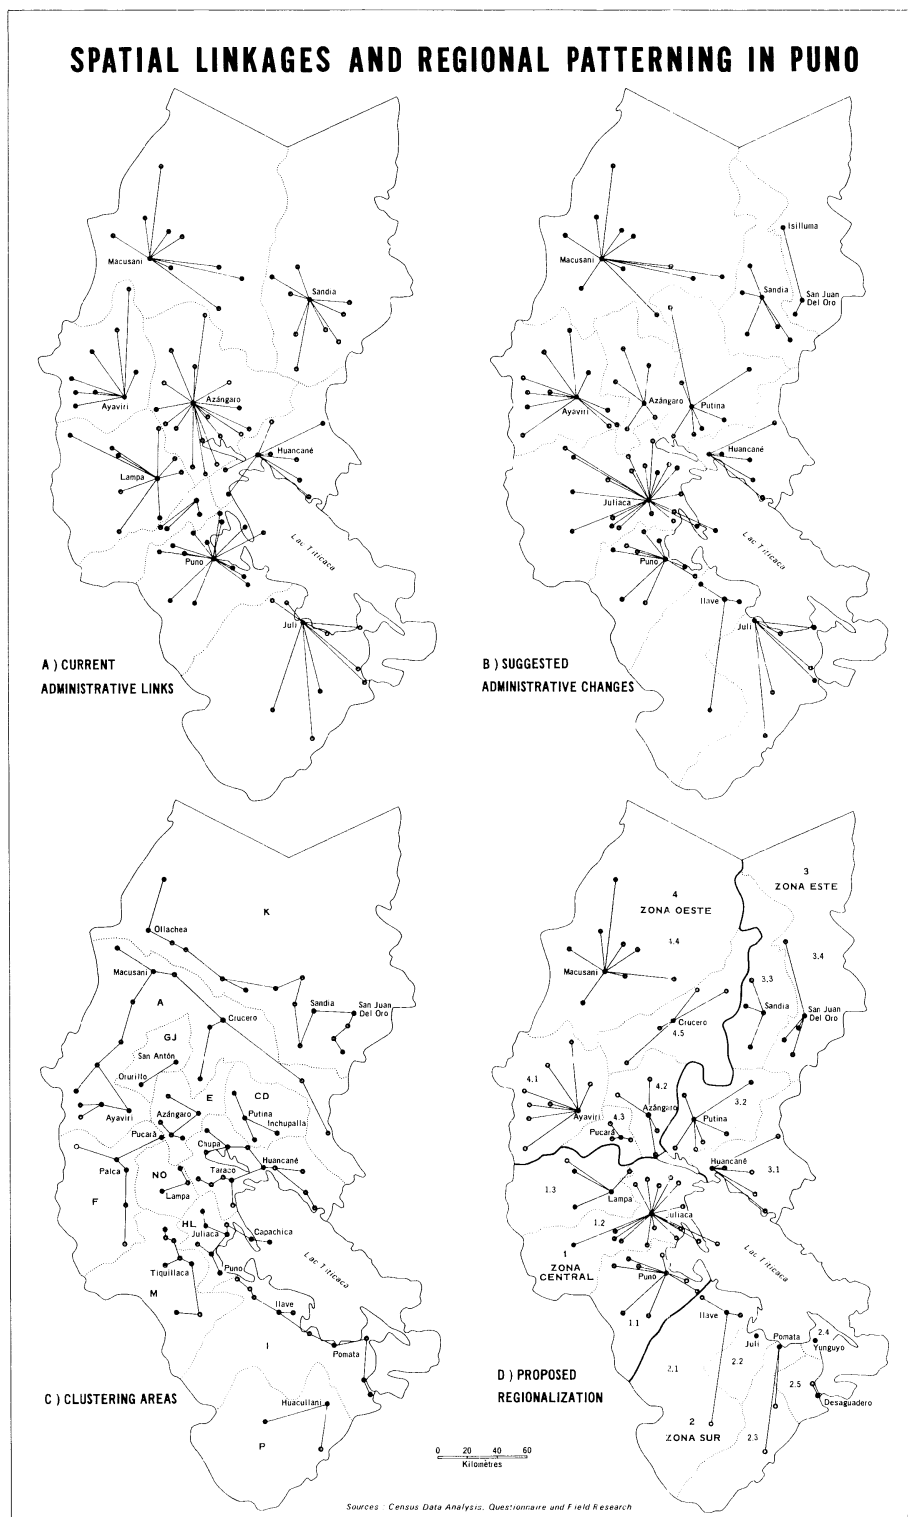 SPATIAL LINKAGES AND REGIONAL PATTERNING IN PUNO
Macusani
Sandia
Ayaviri
Azángaro
Huancané
Lampa
Puno
Lac Titicaca
Juli
A) CURRENT
ADMINISTRATIVE LINKS
Isilluma
Macusani
Sandia
San Juan
Del Oro
Ayaviri
Azángaro
Putina
Huancané
Juliaca
Lac Titicaca
Puno
Ilave
Juli
B) SUGGESTED
ADMINISTRATIVE CHANGES
K
Ollachea
Macusani
A
Sandia
San Juan
Del Oro
Crucero
GJ
San Antón
Orurillo
E
CD
Ayaviri
Azángaro
Putina
Pucará
Inchupalla
Chupa
Palca
Huancané
NO
Taraco
Lampa
F
HL
Juliaca
Capachica
Tiquillaca
Puno
Lac Titicaca
M
Ilave
I
Pomata
C) CLUSTERING AREAS
Huacullani
P
3
ZONA ESTE
4
ZONA OESTE
4.4
3.4
Macusani
3.3
Sandia
San Juan
Del Oro
Crucero
4.5
4.1
4.2
3.2
Ayaviri
4.3
Azángaro
Putina
Pucará
Huancané
3.1
1.3
Lampa
1.2
Juliaca
1
ZONA
CENTRAL
Puno
Lac Titicaca
1.1
Ilave
Juli
Pomata
2.4
Yunguyo
2.1
2.2
2.5
Desaguadero
D) PROPOSED
REGIONALIZATION
2
ZONA SUR
2.3
0 20 40 60
Kilomètres
Sources : Census Data Analysis, Questionnaire and Field Research